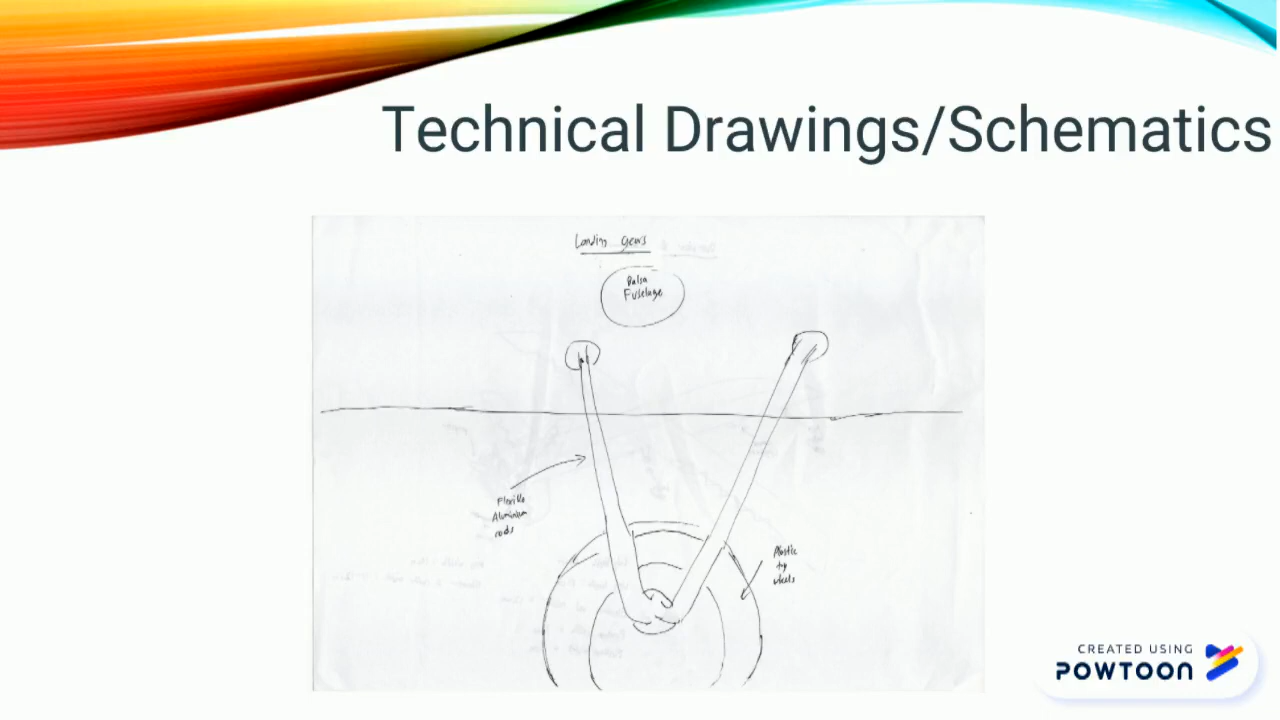 Technical Drawings/Schematics
Landing gears
Balsa
Fuselage
Flexible
Aluminium
rods
Plastic
toy
wheels
CREATED USING
POWTOON